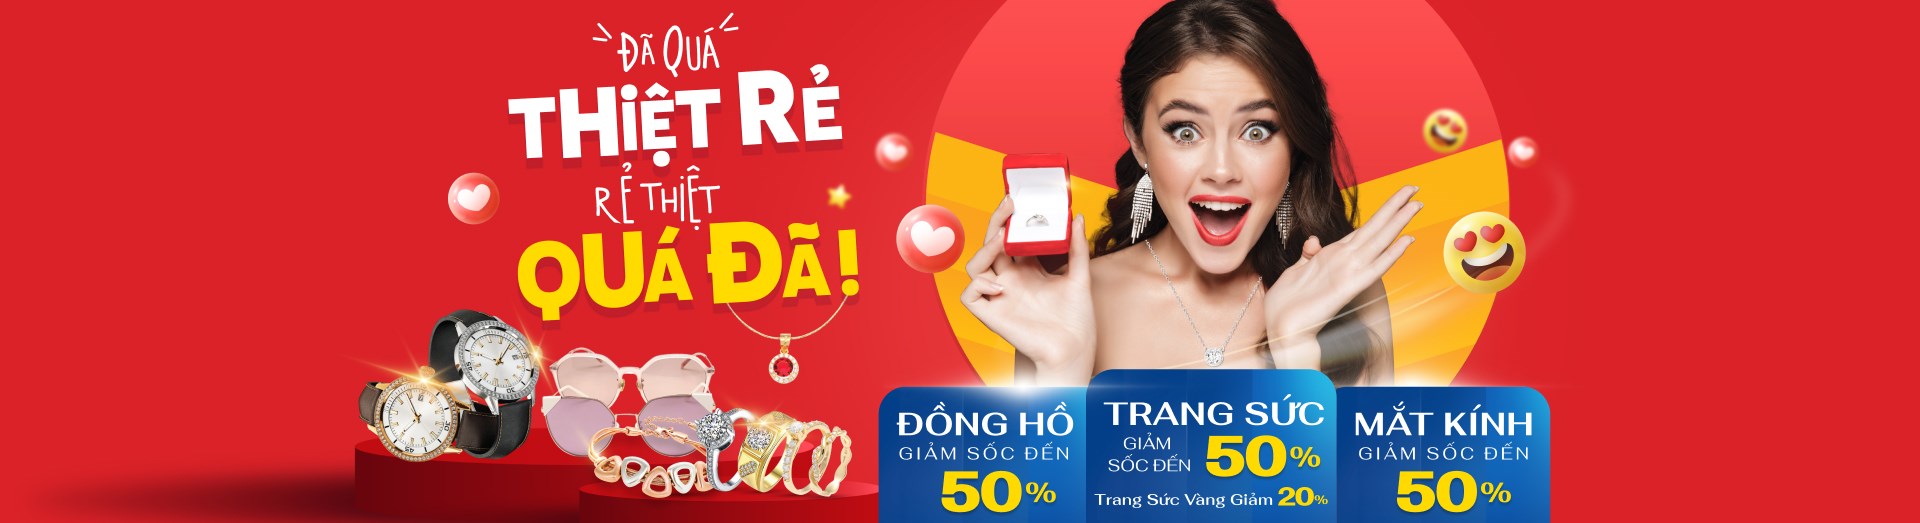 ĐÃ QUÁ
THIỆT RẺ
RẺ THIỆT
QUÁ ĐÃ!
ĐỒNG HỒ
GIẢM SỐC ĐẾN
50%
TRANG SỨC
GIẢM
SỐC ĐẾN 50%
Trang Sức Vàng Giảm 20%
MẮT KÍNH
GIẢM SỐC ĐẾN
50%